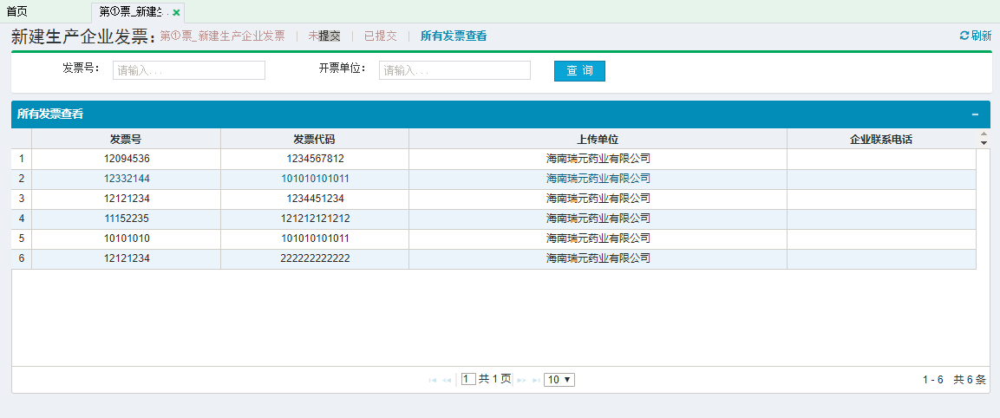 首页 第①票_新建生...
新建生产企业发票: 第①票_新建生产企业发票 | 未提交 | 已提交 | 所有发票查看 刷新
发票号: 请输入... 开票单位: 请输入... 查 询
所有发票查看
发票号 发票代码 上传单位 企业联系电话
1 12094536 1234567812 海南瑞元药业有限公司
2 12332144 101010101011 海南瑞元药业有限公司
3 12121234 1234451234 海南瑞元药业有限公司
4 11152235 121212121212 海南瑞元药业有限公司
5 10101010 101010101011 海南瑞元药业有限公司
6 12121234 222222222222 海南瑞元药业有限公司
1 共 1 页 10 1 - 6 共 6 条